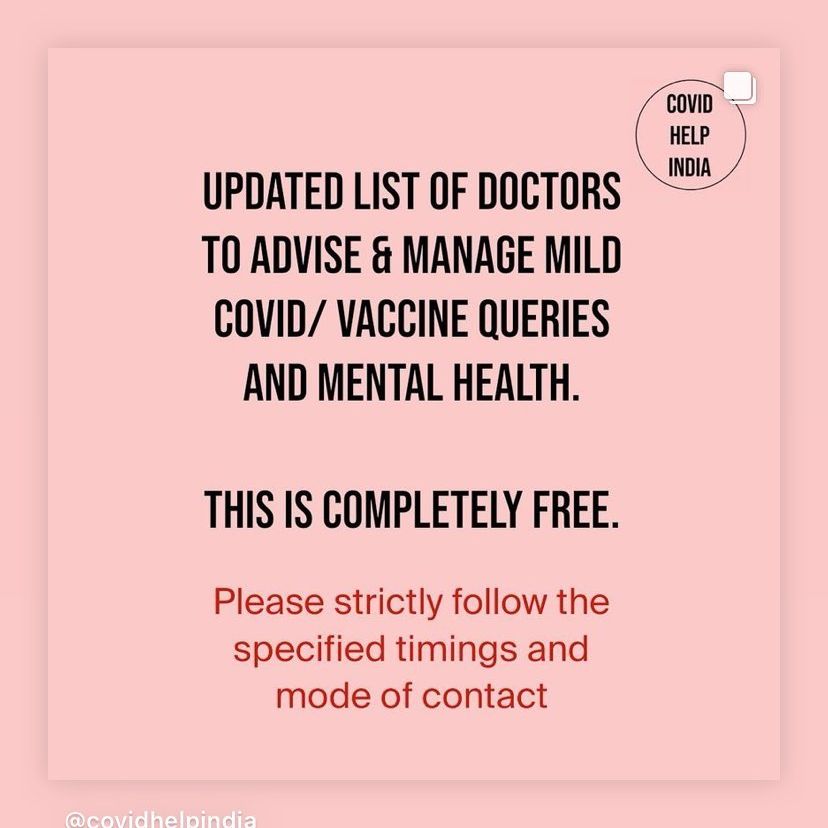 COVID
HELP
INDIA
UPDATED LIST OF DOCTORS
TO ADVISE & MANAGE MILD
COVID/ VACCINE QUERIES
AND MENTAL HEALTH.
THIS IS COMPLETELY FREE.
Please strictly follow the
specified timings and
mode of contact
@covidhelpindia